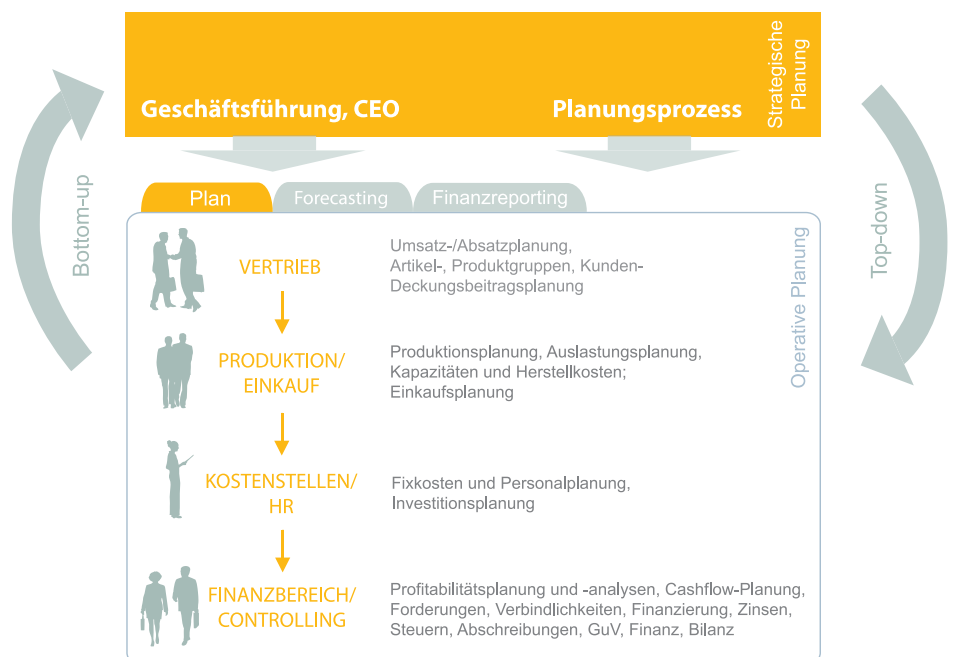 Geschäftsführung, CEO
Planungsprozess
Strategische
Planung
Bottom-up
Top-down
Plan
Forecasting
Finanzreporting
Operative Planung
VERTRIEB
Umsatz-/Absatzplanung,
Artikel-, Produktgruppen, Kunden-
Deckungsbeitragsplanung
PRODUKTION/
EINKAUF
Produktionsplanung, Auslastungsplanung,
Kapazitäten und Herstellkosten;
Einkaufsplanung
KOSTENSTELLEN/
HR
Fixkosten und Personalplanung,
Investitionsplanung
FINANZBEREICH/
CONTROLLING
Profitabilitätsplanung und -analysen, Cashflow-Planung,
Forderungen, Verbindlichkeiten, Finanzierung, Zinsen,
Steuern, Abschreibungen, GuV, Finanz, Bilanz